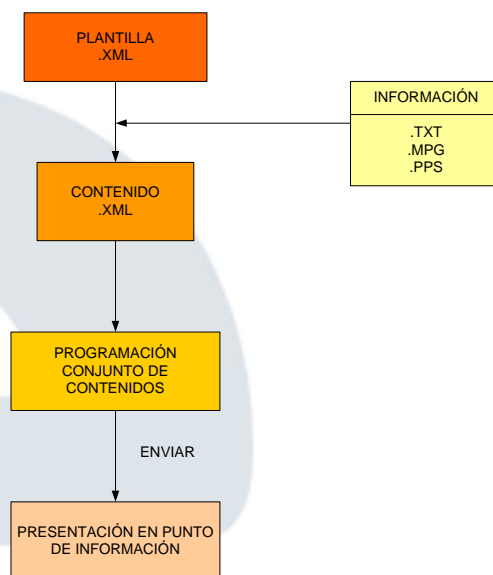 PLANTILLA
.XML
INFORMACIÓN
.TXT
.MPG
.PPS
CONTENIDO
.XML
PROGRAMACIÓN
CONJUNTO DE
CONTENIDOS
ENVIAR
PRESENTACIÓN EN PUNTO
DE INFORMACIÓN